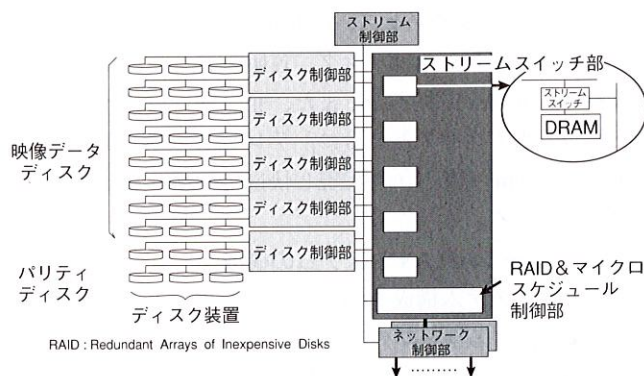 ストリーム
制御部
ストリームスイッチ部
ディスク制御部
ストリーム
スイッチ
DRAM
ディスク制御部
映像データ
ディスク
ディスク制御部
ディスク制御部
ディスク制御部
パリティ
ディスク
RAID&マイクロ
スケジュール
制御部
ディスク装置
ネットワーク
制御部
RAID : Redundant Arrays of Inexpensive Disks